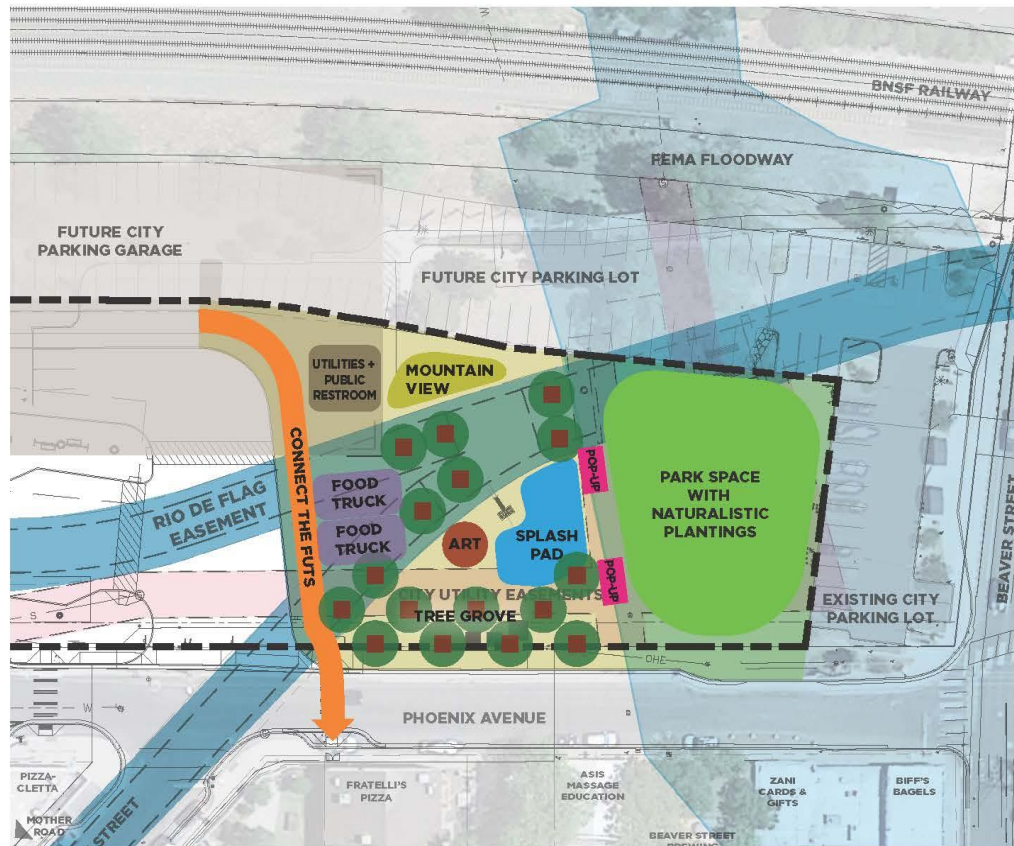 BNSF RAILWAY
FEMA FLOODWAY
FUTURE CITY
PARKING GARAGE
FUTURE CITY PARKING LOT
UTILITIES +
PUBLIC
RESTROOM
MOUNTAIN
VIEW
CONNECT THE FUTS
RIO DE FLAG
EASEMENT
FOOD
TRUCK
FOOD
TRUCK
ART
SPLASH
PAD
POP-UP
POP-UP
PARK SPACE
WITH
NATURALISTIC
PLANTINGS
BEAVER STREET
CITY UTILITY EASEMENTS
TREE GROVE
EXISTING CITY
PARKING LOT
S
OHE
W
PHOENIX AVENUE
PIZZA-
CLETTA
FRATELLI'S
PIZZA
ASIS
MASSAGE
EDUCATION
ZANI
CARDS &
GIFTS
BIFF'S
BAGELS
MOTHER
ROAD
STREET
BEAVER STREET
BREWING